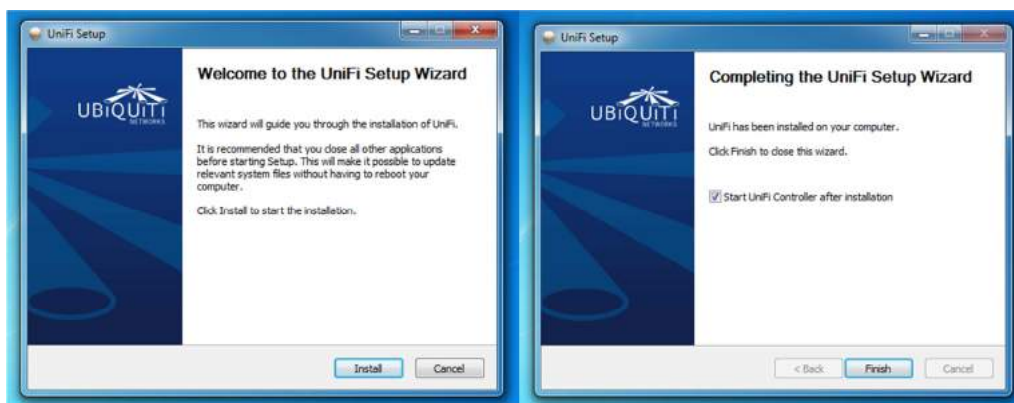 UniFi Setup
UBiQUiTi
NETWORKS
Welcome to the UniFi Setup Wizard
This wizard will guide you through the installation of UniFi.
It is recommended that you close all other applications
before starting Setup. This will make it possible to update
relevant system files without having to reboot your
computer.
Click Install to start the installation.
Install
Cancel
UniFi Setup
UBiQUiTi
NETWORKS
Completing the UniFi Setup Wizard
UniFi has been installed on your computer.
Click Finish to close this wizard.
Start UniFi Controller after installation
< Back
Finish
Cancel